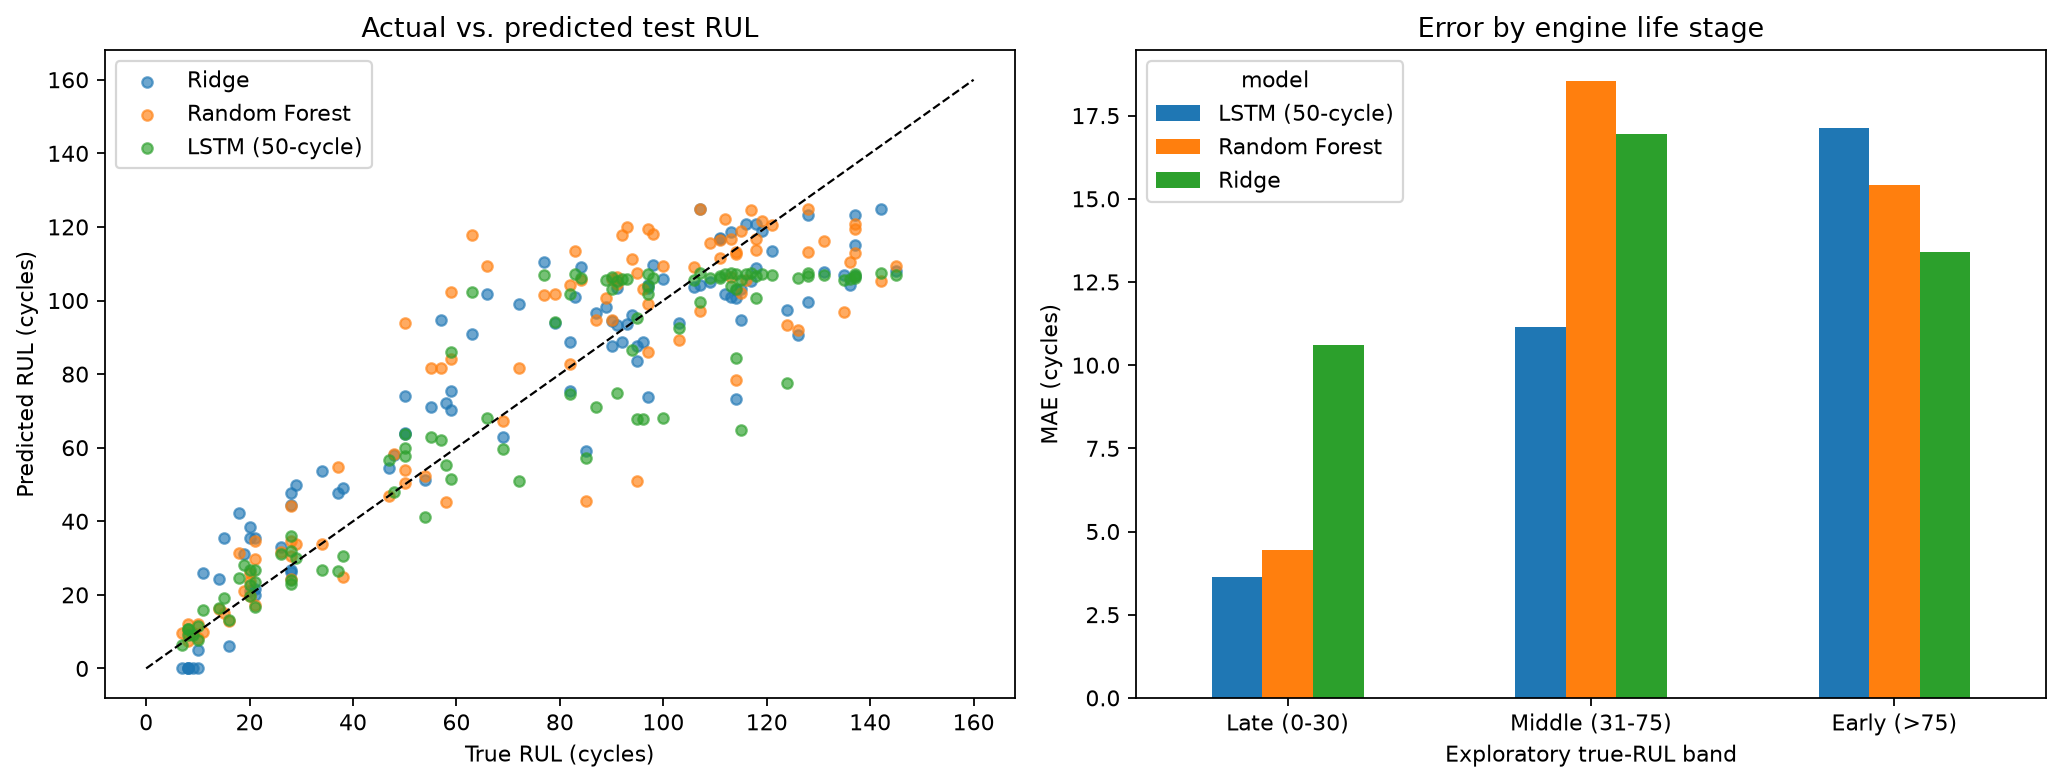 Actual vs. predicted test RUL
Ridge
Random Forest
LSTM (50-cycle)
160
140
120
100
80
60
40
20
0
Predicted RUL (cycles)
0 20 40 60 80 100 120 140 160
True RUL (cycles)
Error by engine life stage
model
LSTM (50-cycle)
Random Forest
Ridge
17.5
15.0
12.5
10.0
7.5
5.0
2.5
0.0
MAE (cycles)
Late (0-30) Middle (31-75) Early (>75)
Exploratory true-RUL band